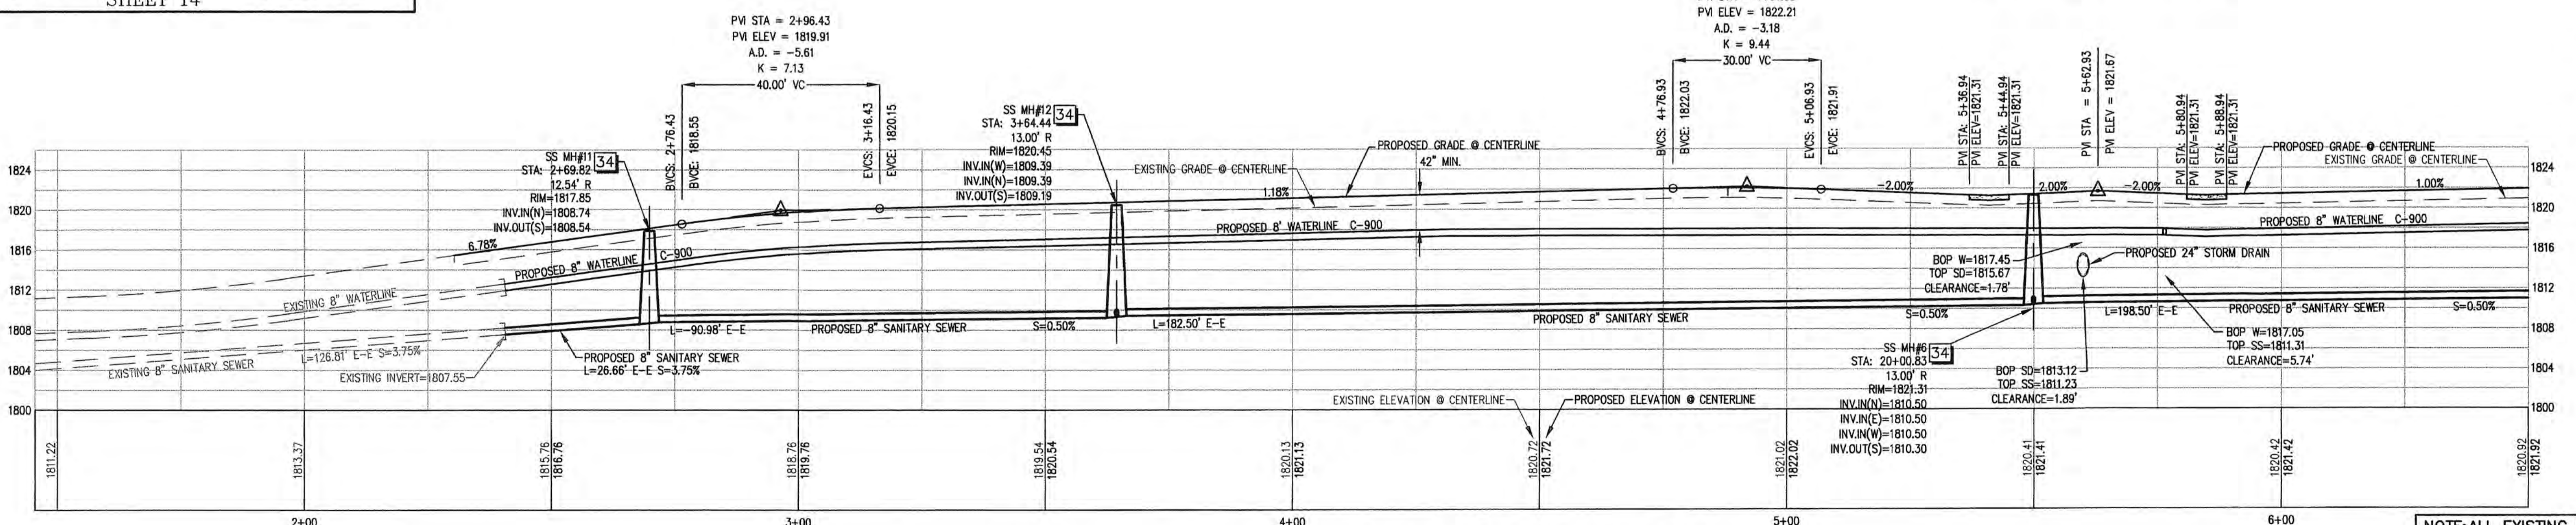 SHEET 14
PVI STA = 2+96.43
PVI ELEV = 1819.91
A.D. = -5.61
K = 7.13
40.00' VC
BVCS: 2+76.43
BVCE: 1818.55
EVCS: 3+16.43
EVCE: 1820.15
PVI ELEV = 1822.21
A.D. = -3.18
K = 9.44
30.00' VC
BVCS: 4+76.93
BVCE: 1822.03
EVCS: 5+06.93
EVCE: 1821.91
PVI STA: 5+36.94
PVI ELEV=1821.31
PVI STA: 5+44.94
PVI ELEV=1821.31
PVI STA = 5+62.93
PVI ELEV = 1821.67
PVI STA: 5+80.94
PVI ELEV=1821.31
PVI STA: 5+88.94
PVI ELEV=1821.31
SS MH#11 34
STA: 2+69.82
12.54' R
RIM=1817.85
INV.IN(N)=1808.74
INV.OUT(S)=1808.54
SS MH#12 34
STA: 3+64.44
13.00' R
RIM=1820.45
INV.IN(W)=1809.39
INV.IN(N)=1809.39
INV.OUT(S)=1809.19
PROPOSED GRADE @ CENTERLINE
42" MIN.
EXISTING GRADE @ CENTERLINE
1.18%
-2.00%
2.00%
-2.00%
PROPOSED GRADE @ CENTERLINE
EXISTING GRADE @ CENTERLINE
1.00%
1824
1820
1816
1812
1808
1804
1800
1824
1820
1816
1812
1808
1804
1800
6.78%
PROPOSED 8" WATERLINE C-900
PROPOSED 8' WATERLINE C-900
PROPOSED 8" WATERLINE C-900
EXISTING 8" WATERLINE
BOP W=1817.45
TOP SD=1815.67
CLEARANCE=1.78'
PROPOSED 24" STORM DRAIN
L=-90.98' E-E
PROPOSED 8" SANITARY SEWER
S=0.50%
L=182.50' E-E
PROPOSED 8" SANITARY SEWER
S=0.50%
L=198.50' E-E
PROPOSED 8" SANITARY SEWER
S=0.50%
EXISTING 8" SANITARY SEWER
L=126.81' E-E S=3.75%
EXISTING INVERT=1807.55
PROPOSED 8" SANITARY SEWER
L=26.66' E-E S=3.75%
SS MH#6 34
STA: 20+00.83
13.00' R
RIM=1821.31
INV.IN(N)=1810.50
INV.IN(E)=1810.50
INV.IN(W)=1810.50
INV.OUT(S)=1810.30
BOP SD=1813.12
TOP SS=1811.23
CLEARANCE=1.89'
BOP W=1817.05
TOP SS=1811.31
CLEARANCE=5.74'
EXISTING ELEVATION @ CENTERLINE
PROPOSED ELEVATION @ CENTERLINE
1811.22
1813.37
1815.76
1816.76
1818.76
1819.76
1819.54
1820.54
1820.13
1821.13
1820.72
1821.72
1821.02
1822.02
1820.41
1821.41
1820.42
1821.42
1820.92
1821.92
2+00
3+00
4+00
5+00
6+00
NOTE: ALL EXISTING